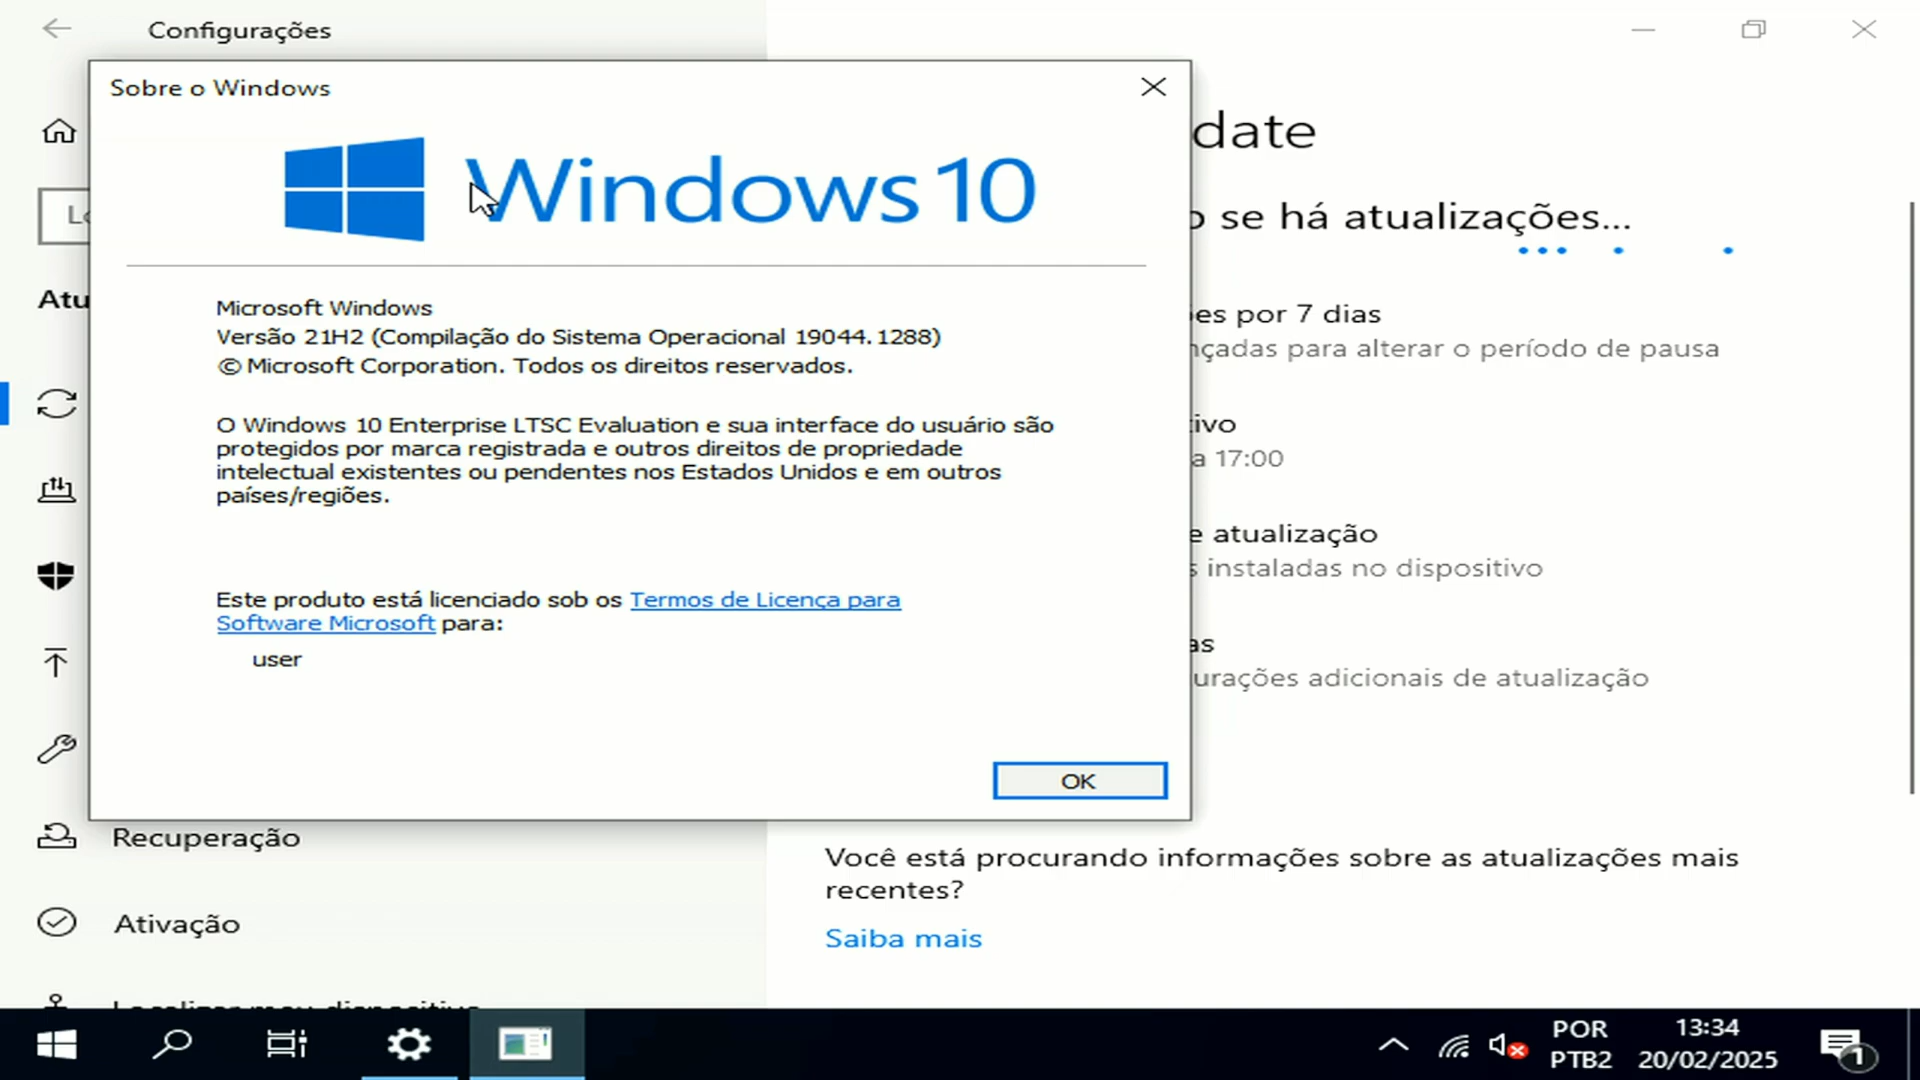 Configurações
Sobre o Windows
Windows 10
Microsoft Windows
Versão 21H2 (Compilação do Sistema Operacional 19044.1288)
© Microsoft Corporation. Todos os direitos reservados.
O Windows 10 Enterprise LTSC Evaluation e sua interface do usuário são
protegidos por marca registrada e outros direitos de propriedade
intelectual existentes ou pendentes nos Estados Unidos e em outros
países/regiões.
Este produto está licenciado sob os Termos de Licença para
Software Microsoft para:
user
OK
Atu
Recuperação
Ativação
date
o se há atualizações...
es por 7 dias
nçadas para alterar o período de pausa
ivo
a 17:00
e atualização
s instaladas no dispositivo
as
urações adicionais de atualização
Você está procurando informações sobre as atualizações mais
recentes?
Saiba mais
POR
PTB2
13:34
20/02/2025
1